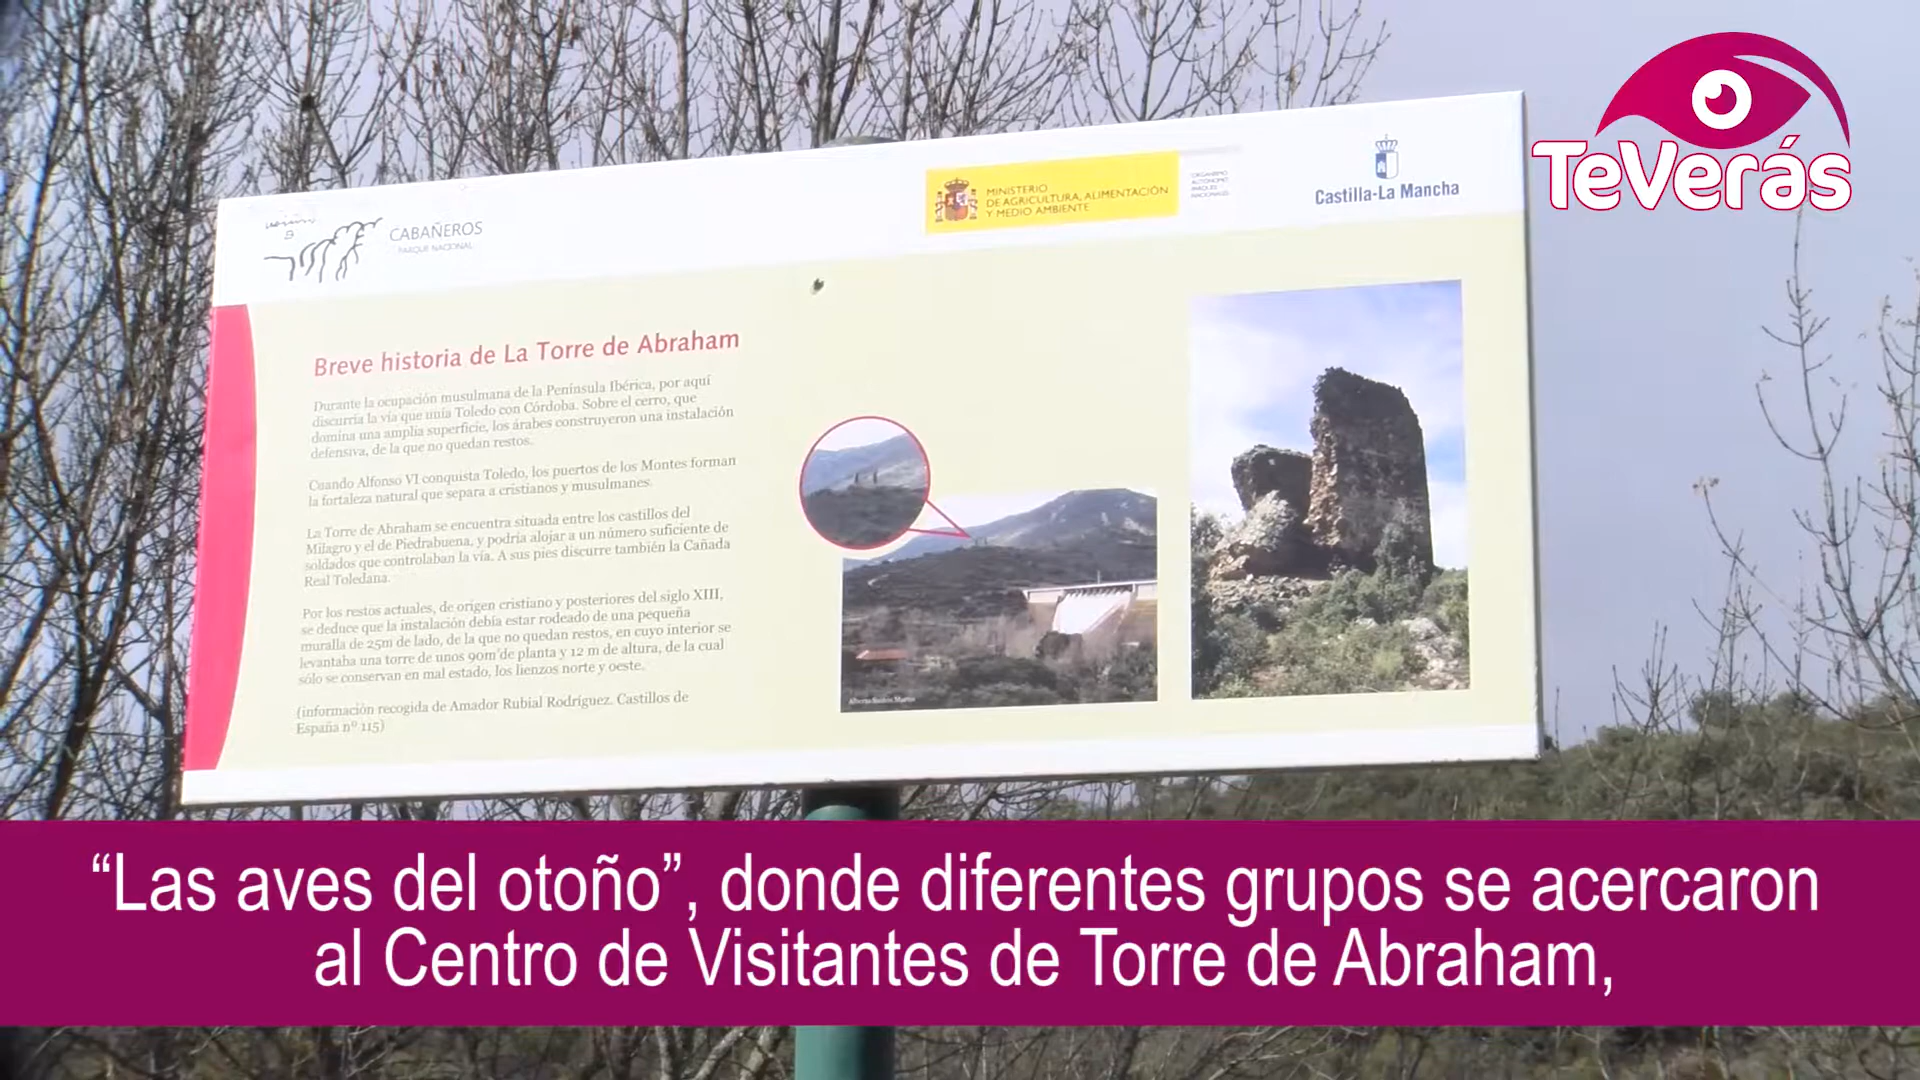 TeVerás
CABAÑEROS
PARQUE NACIONAL
MINISTERIO
DE AGRICULTURA, ALIMENTACIÓN
Y MEDIO AMBIENTE
ORGANISMO
AUTÓNOMO
PARQUES
NACIONALES
Castilla-La Mancha
Breve historia de La Torre de Abraham
Durante la ocupación musulmana de la Península Ibérica, por aquí
discurría la vía que unía Toledo con Córdoba. Sobre el cerro, que
domina una amplia superficie, los árabes construyeron una instalación
defensiva, de la que no quedan restos.
Cuando Alfonso VI conquista Toledo, los puertos de los Montes forman
la fortaleza natural que separa a cristianos y musulmanes.
La Torre de Abraham se encuentra situada entre los castillos del
Milagro y el de Piedrabuena, y podría alojar a un número suficiente de
soldados que controlaban la vía. A sus pies discurre también la Cañada
Real Toledana.
Por los restos actuales, de origen cristiano y posteriores del siglo XIII,
se deduce que la instalación debía estar rodeado de una pequeña
muralla de 25m de lado, de la que no quedan restos, en cuyo interior se
levantaba una torre de unos 90m² de planta y 12 m de altura, de la cual
sólo se conservan en mal estado, los lienzos norte y oeste.
(información recogida de Amador Rubial Rodríguez. Castillos de
España nº 115)
“Las aves del otoño”, donde diferentes grupos se acercaron
al Centro de Visitantes de Torre de Abraham,